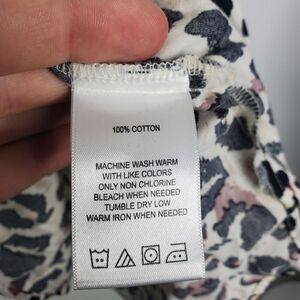 100% COTTON
MACHINE WASH WARM
WITH LIKE COLORS
ONLY NON CHLORINE
BLEACH WHEN NEEDED
TUMBLE DRY LOW
WARM IRON WHEN NEEDED